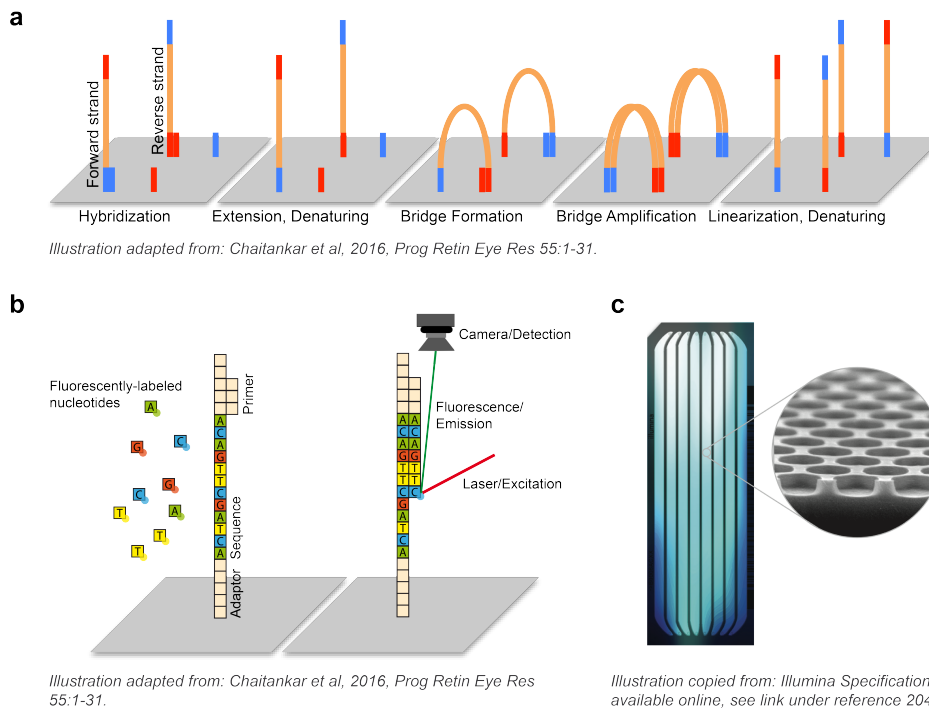 a
Forward strand
Reverse strand
Hybridization
Extension, Denaturing
Bridge Formation
Bridge Amplification
Linearization, Denaturing
Illustration adapted from: Chaitankar et al, 2016, Prog Retin Eye Res 55:1-31.
b
Fluorescently-labeled
nucleotides
A
G
C
G
C
A
T
T
T
Primer
A
C
A
G
T
T
C
G
A
T
C
A
Adaptor Sequence
Camera/Detection
Fluorescence/
Emission
Laser/Excitation
A A
C C
A A
G G
T T
T T
C C
G
A
T
C
A
Illustration adapted from: Chaitankar et al, 2016, Prog Retin Eye Res
55:1-31.
c
Illustration copied from: Illumina Specification
available online, see link under reference 204